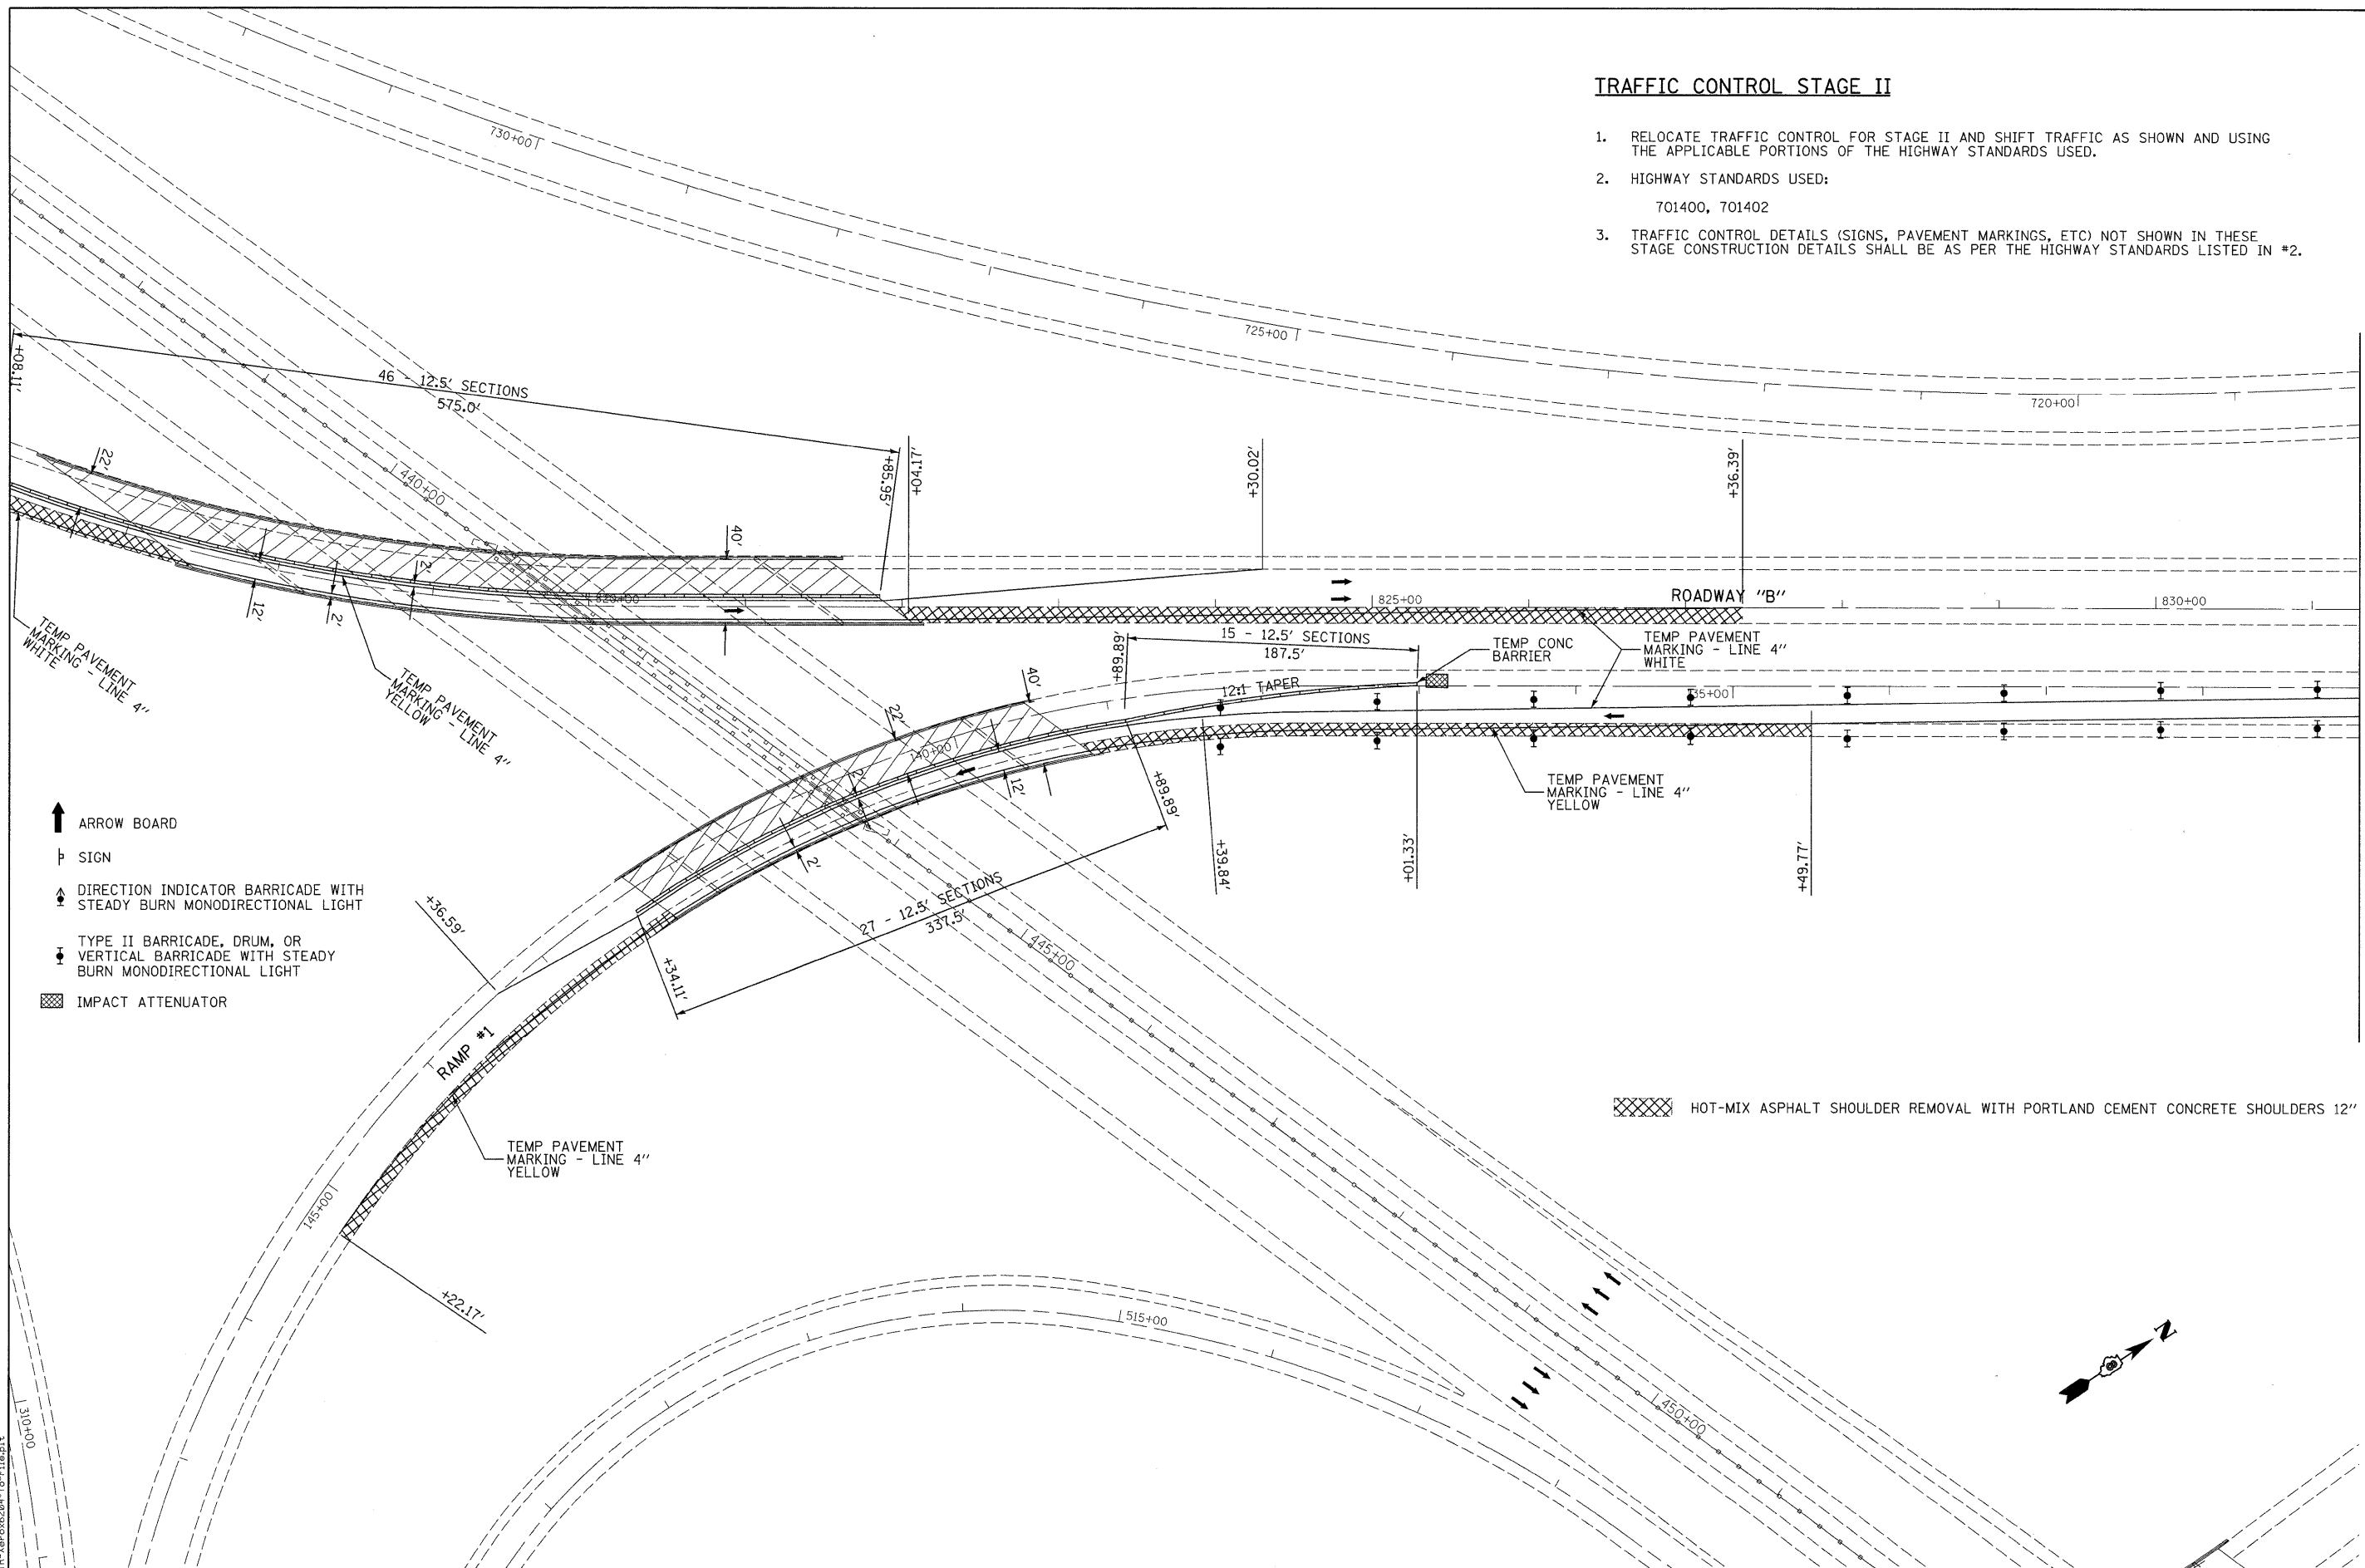 TRAFFIC CONTROL STAGE II
1. RELOCATE TRAFFIC CONTROL FOR STAGE II AND SHIFT TRAFFIC AS SHOWN AND USING
THE APPLICABLE PORTIONS OF THE HIGHWAY STANDARDS USED.
2. HIGHWAY STANDARDS USED:
701400, 701402
3. TRAFFIC CONTROL DETAILS (SIGNS, PAVEMENT MARKINGS, ETC) NOT SHOWN IN THESE
STAGE CONSTRUCTION DETAILS SHALL BE AS PER THE HIGHWAY STANDARDS LISTED IN #2.
730+00
725+00
720+00
+08.11'
46 - 12.5' SECTIONS
575.0'
+85.95'
+04.17'
+30.02'
+36.39'
22'
440+00
40'
2'
12'
2'
820+00
825+00
ROADWAY "B"
830+00
TEMP PAVEMENT
MARKING - LINE 4"
WHITE
TEMP PAVEMENT
MARKING - LINE 4"
YELLOW
15 - 12.5' SECTIONS
187.5'
+89.89'
TEMP CONC
BARRIER
TEMP PAVEMENT
MARKING - LINE 4"
WHITE
12:1 TAPER
40'
22'
140+00
35+00
2'
12'
2'
+89.89'
TEMP PAVEMENT
MARKING - LINE 4"
YELLOW
+39.84'
+01.33'
+49.77'
27 - 12.5' SECTIONS
337.5'
+34.11'
+36.59'
445+00
ARROW BOARD
SIGN
DIRECTION INDICATOR BARRICADE WITH
STEADY BURN MONODIRECTIONAL LIGHT
TYPE II BARRICADE, DRUM, OR
VERTICAL BARRICADE WITH STEADY
BURN MONODIRECTIONAL LIGHT
IMPACT ATTENUATOR
RAMP #1
HOT-MIX ASPHALT SHOULDER REMOVAL WITH PORTLAND CEMENT CONCRETE SHOULDERS 12"
TEMP PAVEMENT
MARKING - LINE 4"
YELLOW
145+00
+22.17'
515+00
450+00
310+00
N